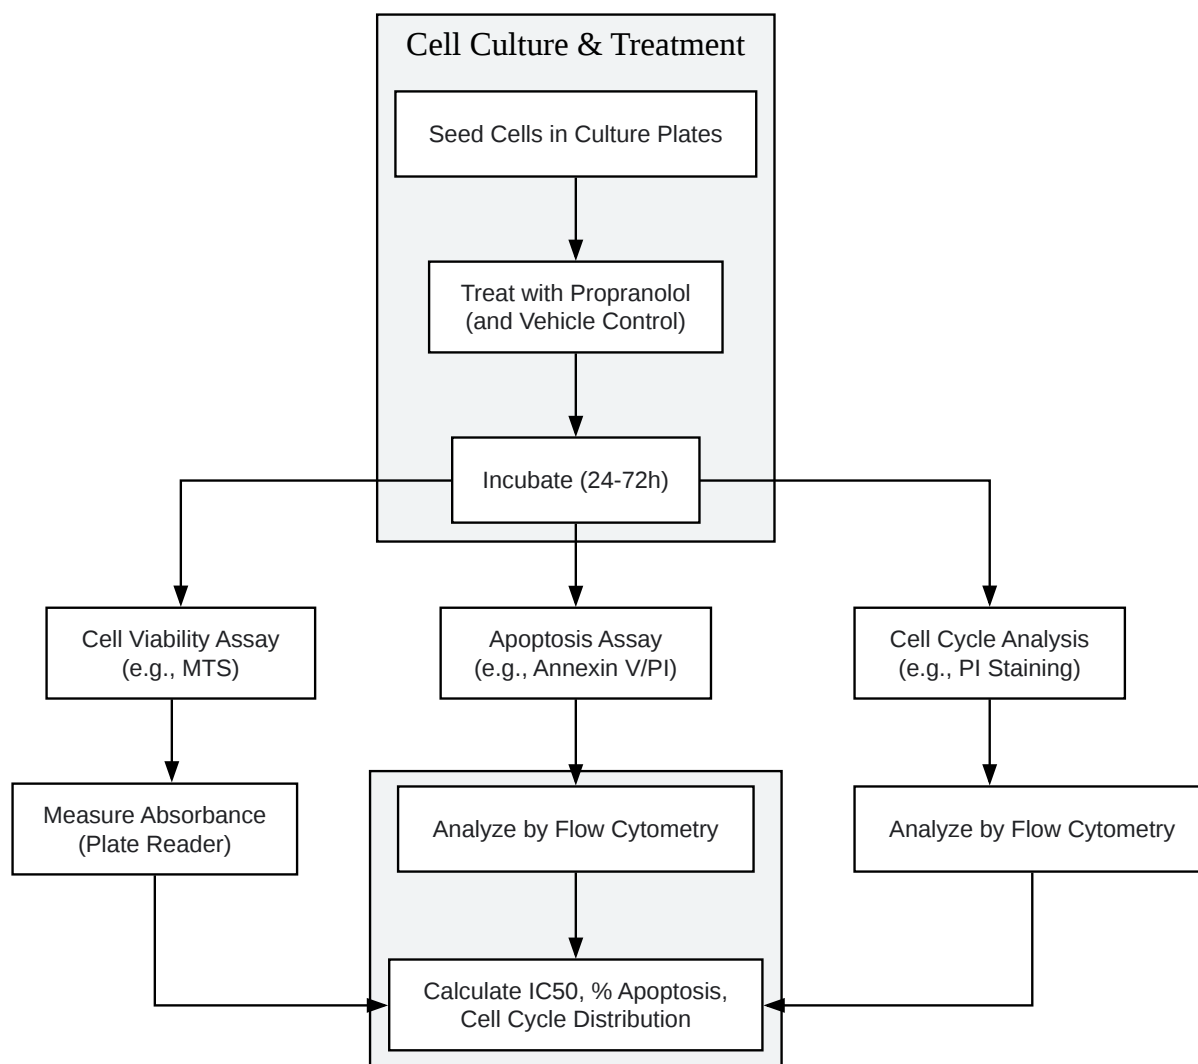 Cell Culture & Treatment
Seed Cells in Culture Plates
Treat with Propranolol
(and Vehicle Control)
Incubate (24-72h)
Cell Viability Assay
(e.g., MTS)
Apoptosis Assay
(e.g., Annexin V/PI)
Cell Cycle Analysis
(e.g., PI Staining)
Measure Absorbance
(Plate Reader)
Analyze by Flow Cytometry
Analyze by Flow Cytometry
Calculate IC50, % Apoptosis,
Cell Cycle Distribution